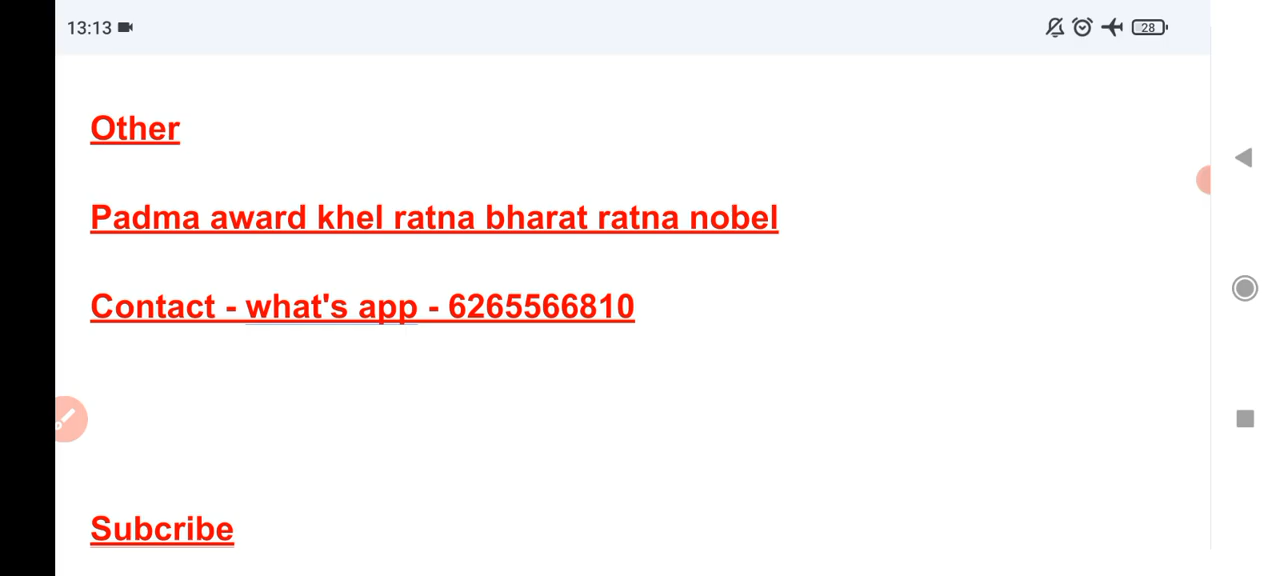 13:13
28
Other
Padma award khel ratna bharat ratna nobel
Contact - what's app - 6265566810
Subcribe